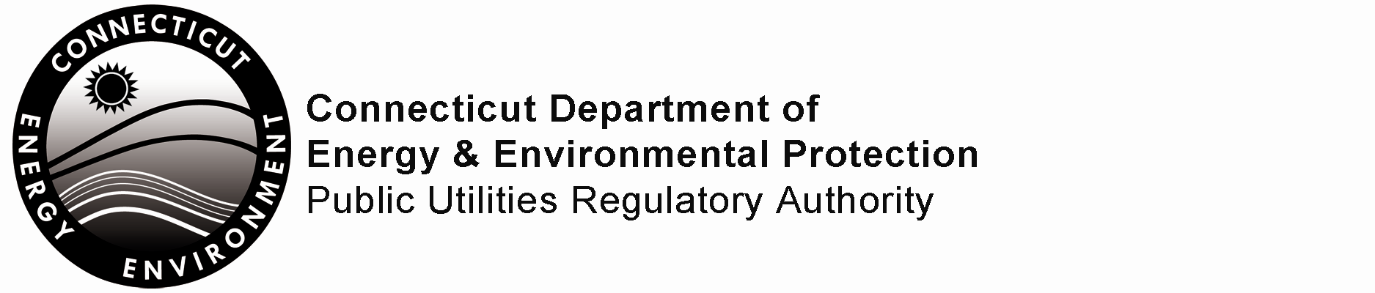 CONNECTICUT
ENERGY
ENVIRONMENT
Connecticut Department of
Energy & Environmental Protection
Public Utilities Regulatory Authority